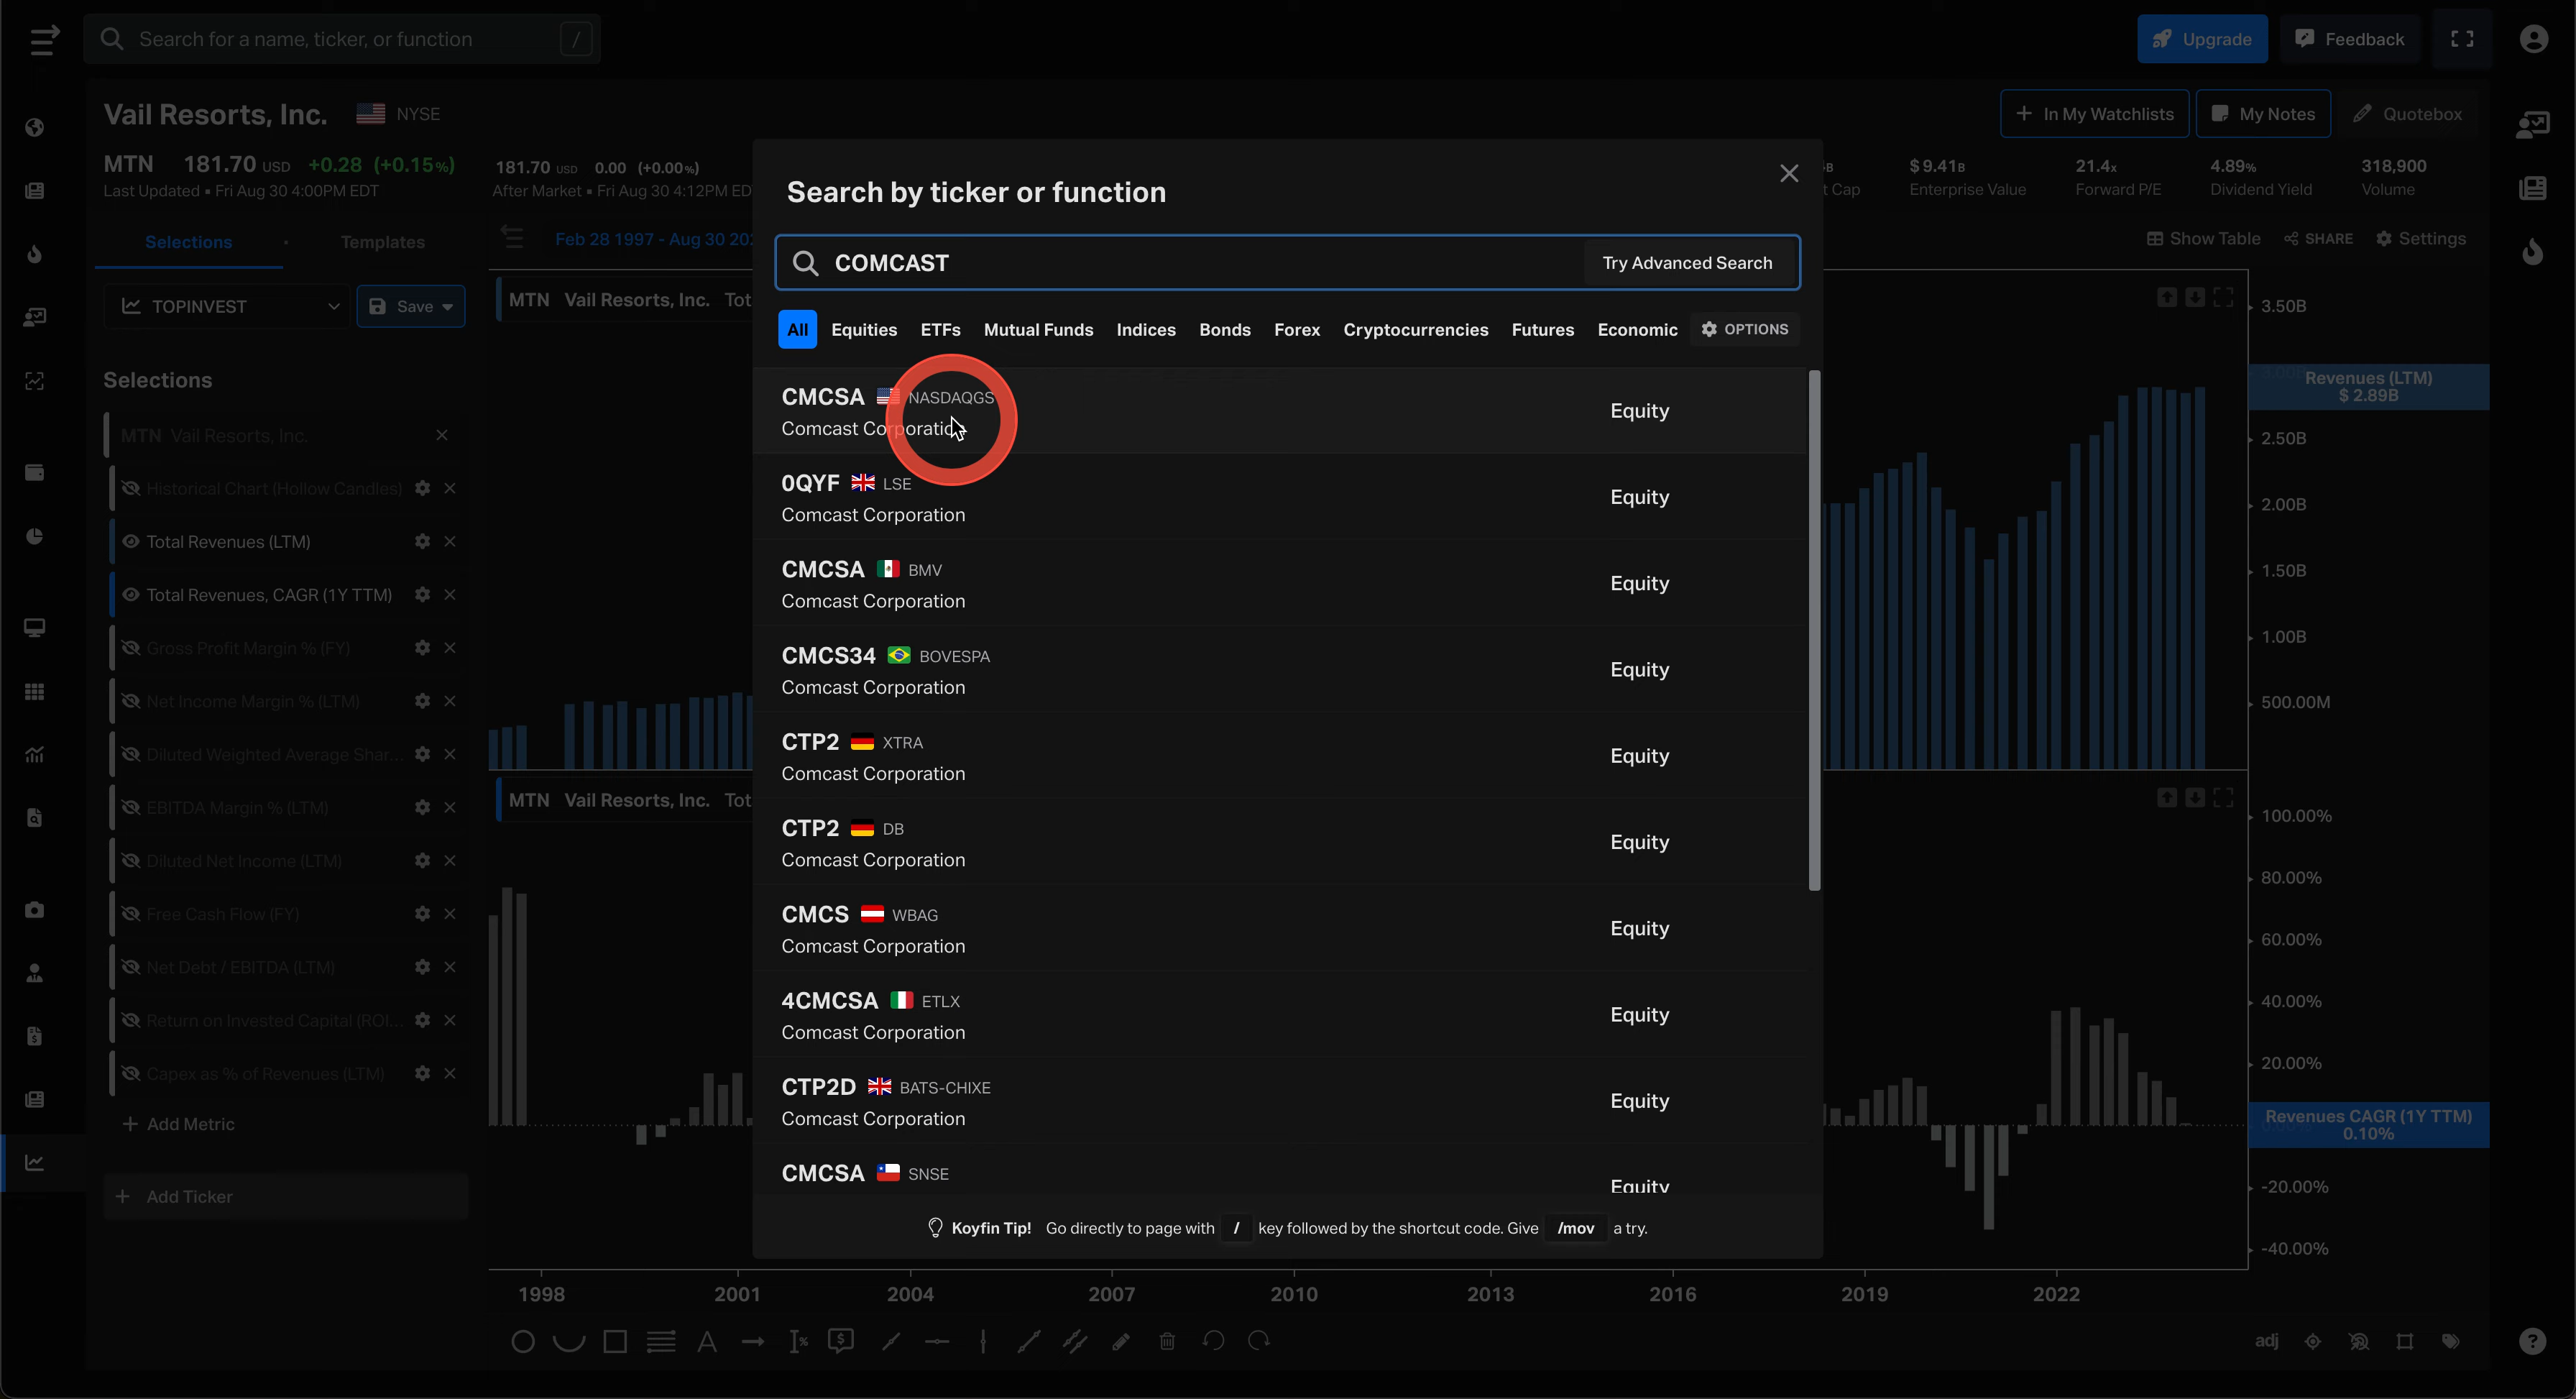 Search for a name, ticker, or function
/
Upgrade
Feedback
Vail Resorts, Inc.
NYSE
In My Watchlists
My Notes
Quotebox
MTN 181.70 USD +0.28 (+0.15%)
Last Updated • Fri Aug 30 4:00PM EDT
181.70 USD 0.00 (+0.00%)
After Market • Fri Aug 30 4:12PM ED
B
t Cap
$ 9.41B
Enterprise Value
21.4x
Forward P/E
4.89%
Dividend Yield
318,900
Volume
Selections
Templates
Feb 28 1997 - Aug 30 202
Show Table
SHARE
Settings
TOPINVEST
Save
Selections
MTN Vail Resorts, Inc.
Historical Chart (Hollow Candles)
Total Revenues (LTM)
Total Revenues, CAGR (1Y TTM)
Gross Profit Margin % (FY)
Net Income Margin % (LTM)
Diluted Weighted Average Shar...
EBITDA Margin % (LTM)
Diluted Net Income (LTM)
Free Cash Flow (FY)
Net Debt / EBITDA (LTM)
Return on Invested Capital (ROI...
Capex as % of Revenues (LTM)
+ Add Metric
+ Add Ticker
MTN Vail Resorts, Inc. Tot
MTN Vail Resorts, Inc. Tot
Search by ticker or function
COMCAST
Try Advanced Search
All
Equities
ETFs
Mutual Funds
Indices
Bonds
Forex
Cryptocurrencies
Futures
Economic
OPTIONS
CMCSA NASDAQGS
Comcast Corporation
Equity
0QYF LSE
Comcast Corporation
Equity
CMCSA BMV
Comcast Corporation
Equity
CMCS34 BOVESPA
Comcast Corporation
Equity
CTP2 XTRA
Comcast Corporation
Equity
CTP2 DB
Comcast Corporation
Equity
CMCS WBAG
Comcast Corporation
Equity
4CMCSA ETLX
Comcast Corporation
Equity
CTP2D BATS-CHIXE
Comcast Corporation
Equity
CMCSA SNSE
Equity
Koyfin Tip! Go directly to page with / key followed by the shortcut code. Give /mov a try.
3.50B
Revenues (LTM)
$ 2.89B
2.50B
2.00B
1.50B
1.00B
500.00M
100.00%
80.00%
60.00%
40.00%
20.00%
Revenues CAGR (1Y TTM)
0.10%
-20.00%
-40.00%
1998
2001
2004
2007
2010
2013
2016
2019
2022
adj